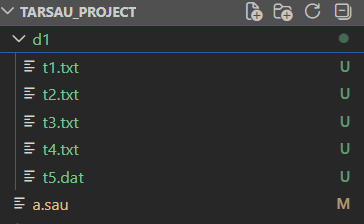 TARSAU_PROJECT
d1
t1.txt U
t2.txt U
t3.txt U
t4.txt U
t5.dat U
a.sau M